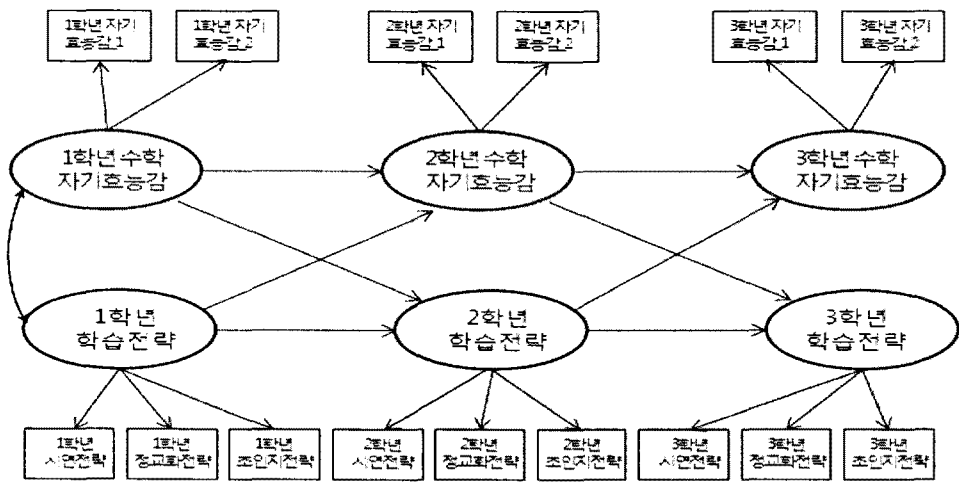 1학년 자기
효능감 1
1학년 자기
효능감 2
2학년 자기
효능감 1
2학년 자기
효능감 2
3학년 자기
효능감 1
3학년 자기
효능감 2
1학년 수학
자기효능감
2학년 수학
자기효능감
3학년 수학
자기효능감
1학년
학습전략
2학년
학습전략
3학년
학습전략
1학년
시연전략
1학년
정교화전략
1학년
초인지전략
2학년
시연전략
2학년
정교화전략
2학년
초인지전략
3학년
시연전략
3학년
정교화전략
3학년
초인지전략